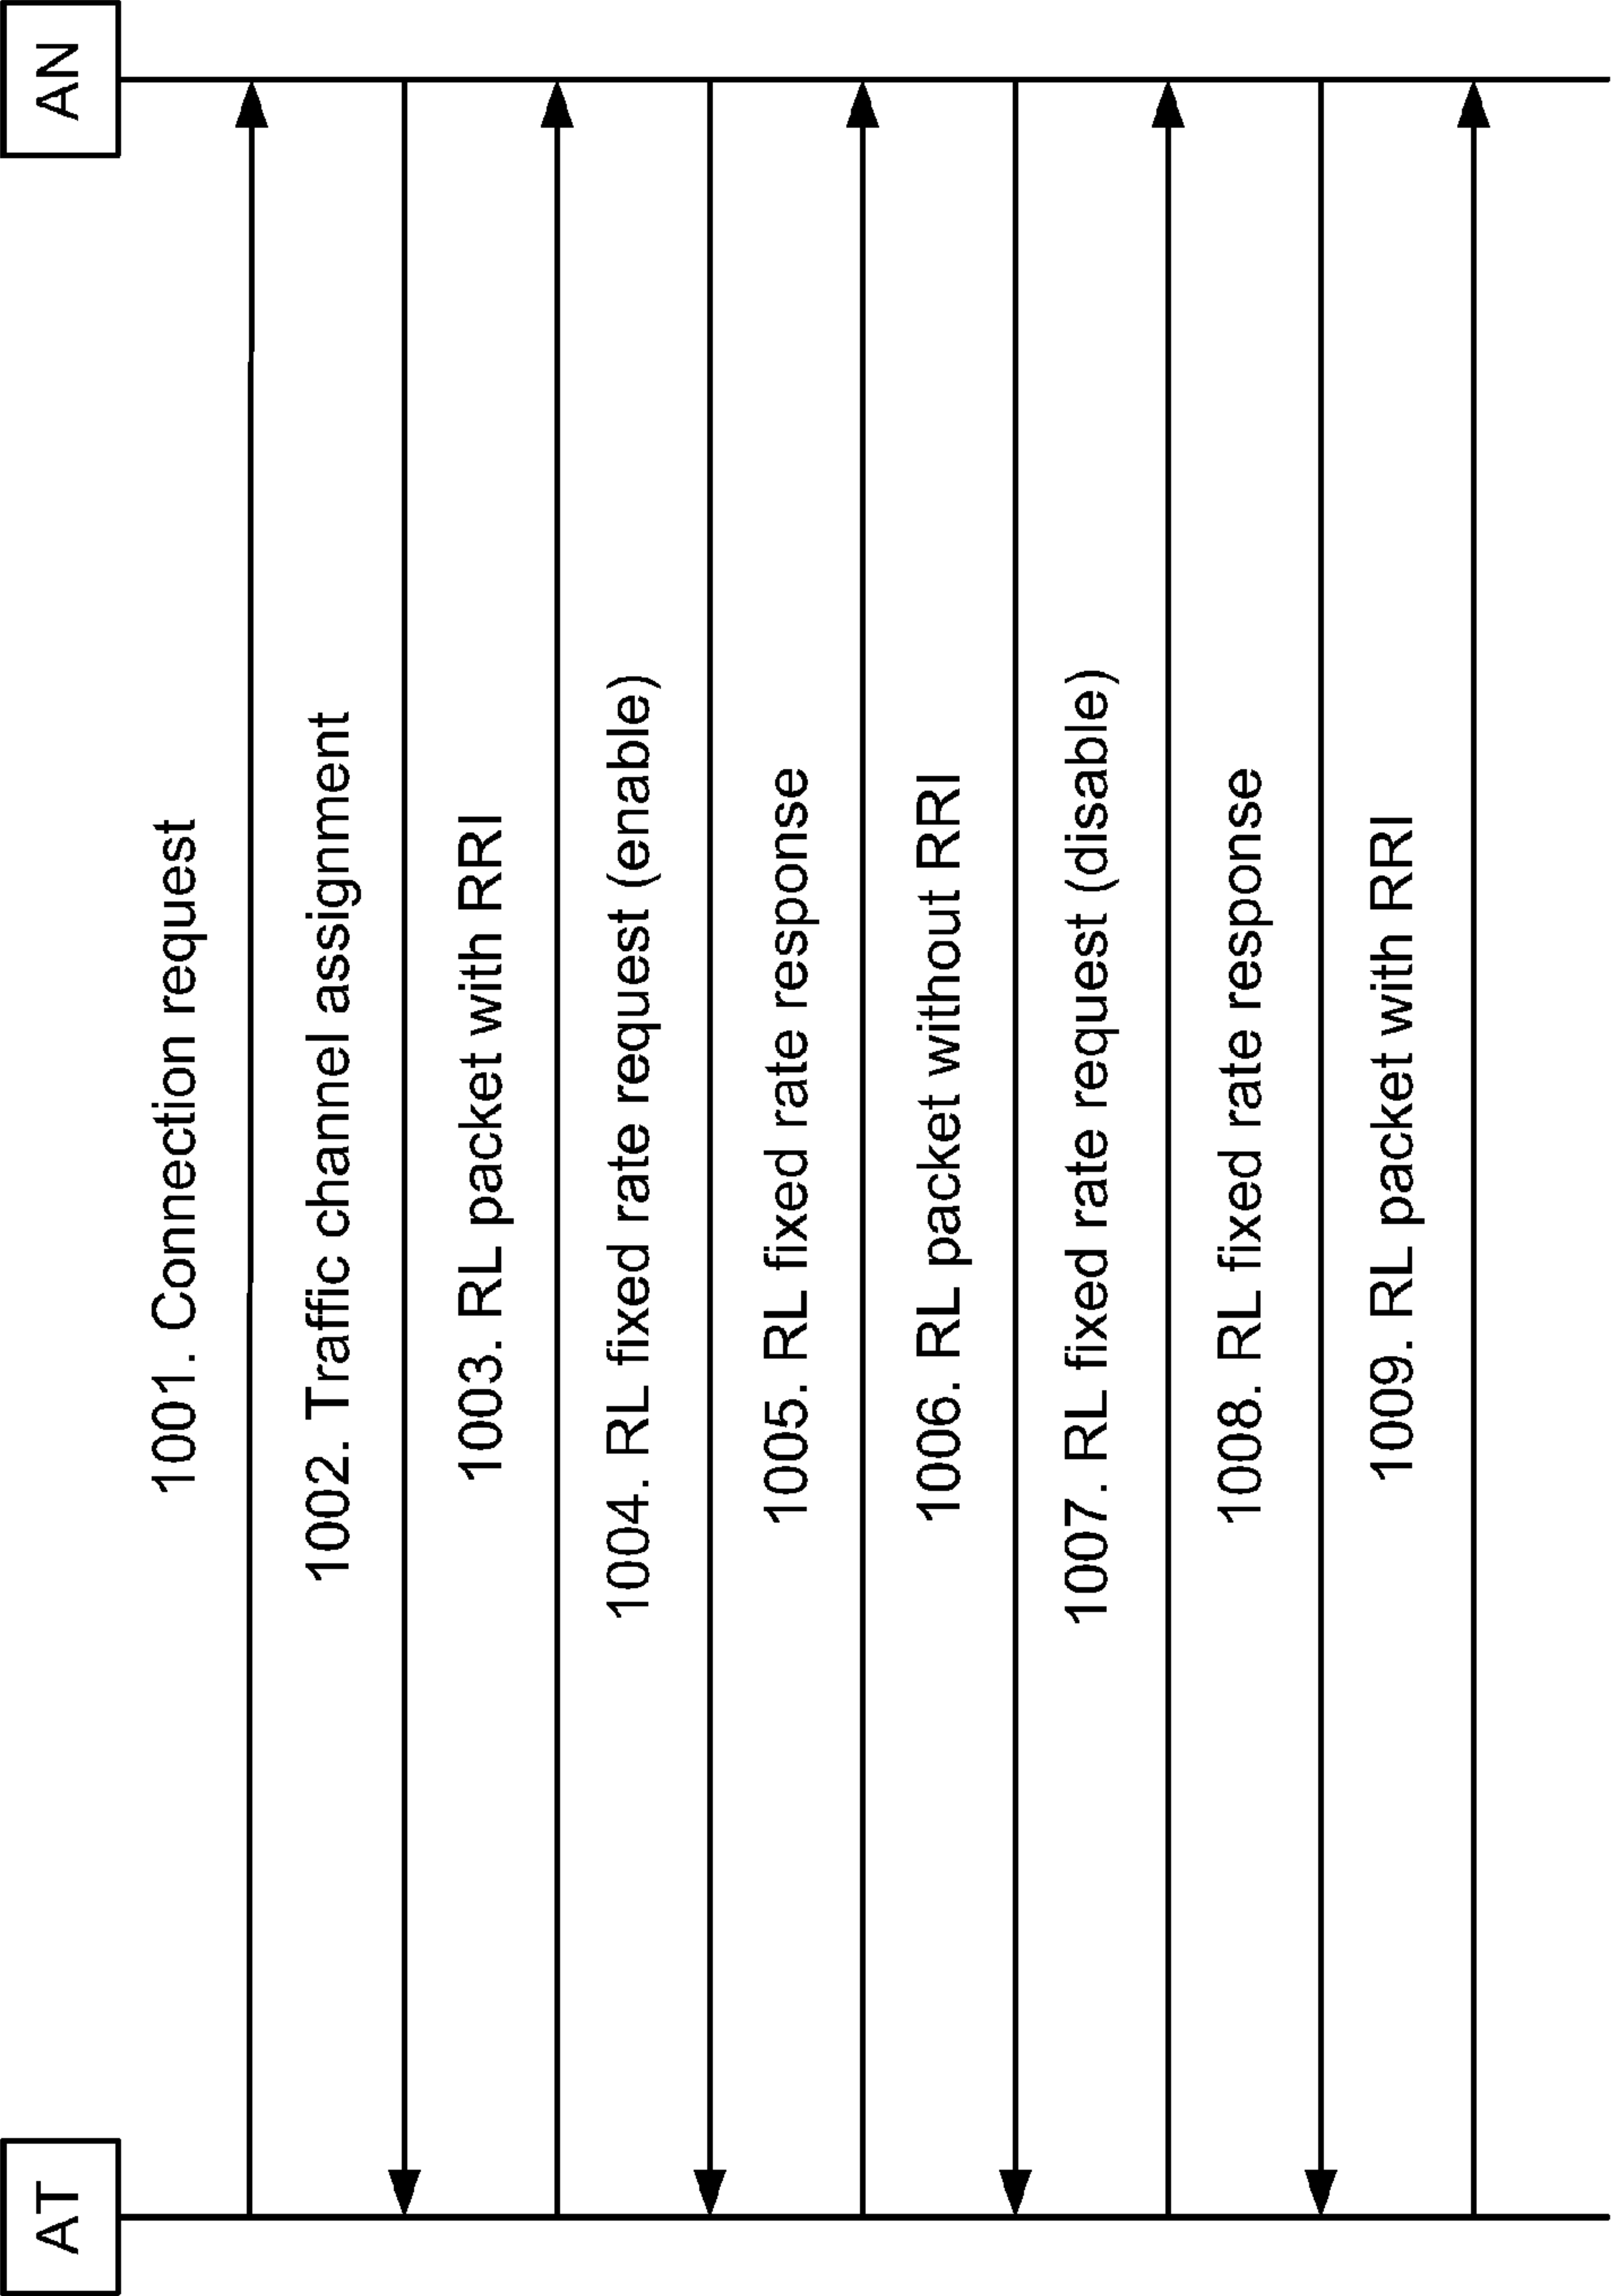 AT
AN
1001. Connection request
1002. Traffic channel assignment
1003. RL packet with RRI
1004. RL fixed rate request (enable)
1005. RL fixed rate response
1006. RL packet without RRI
1007. RL fixed rate request (disable)
1008. RL fixed rate response
1009. RL packet with RRI